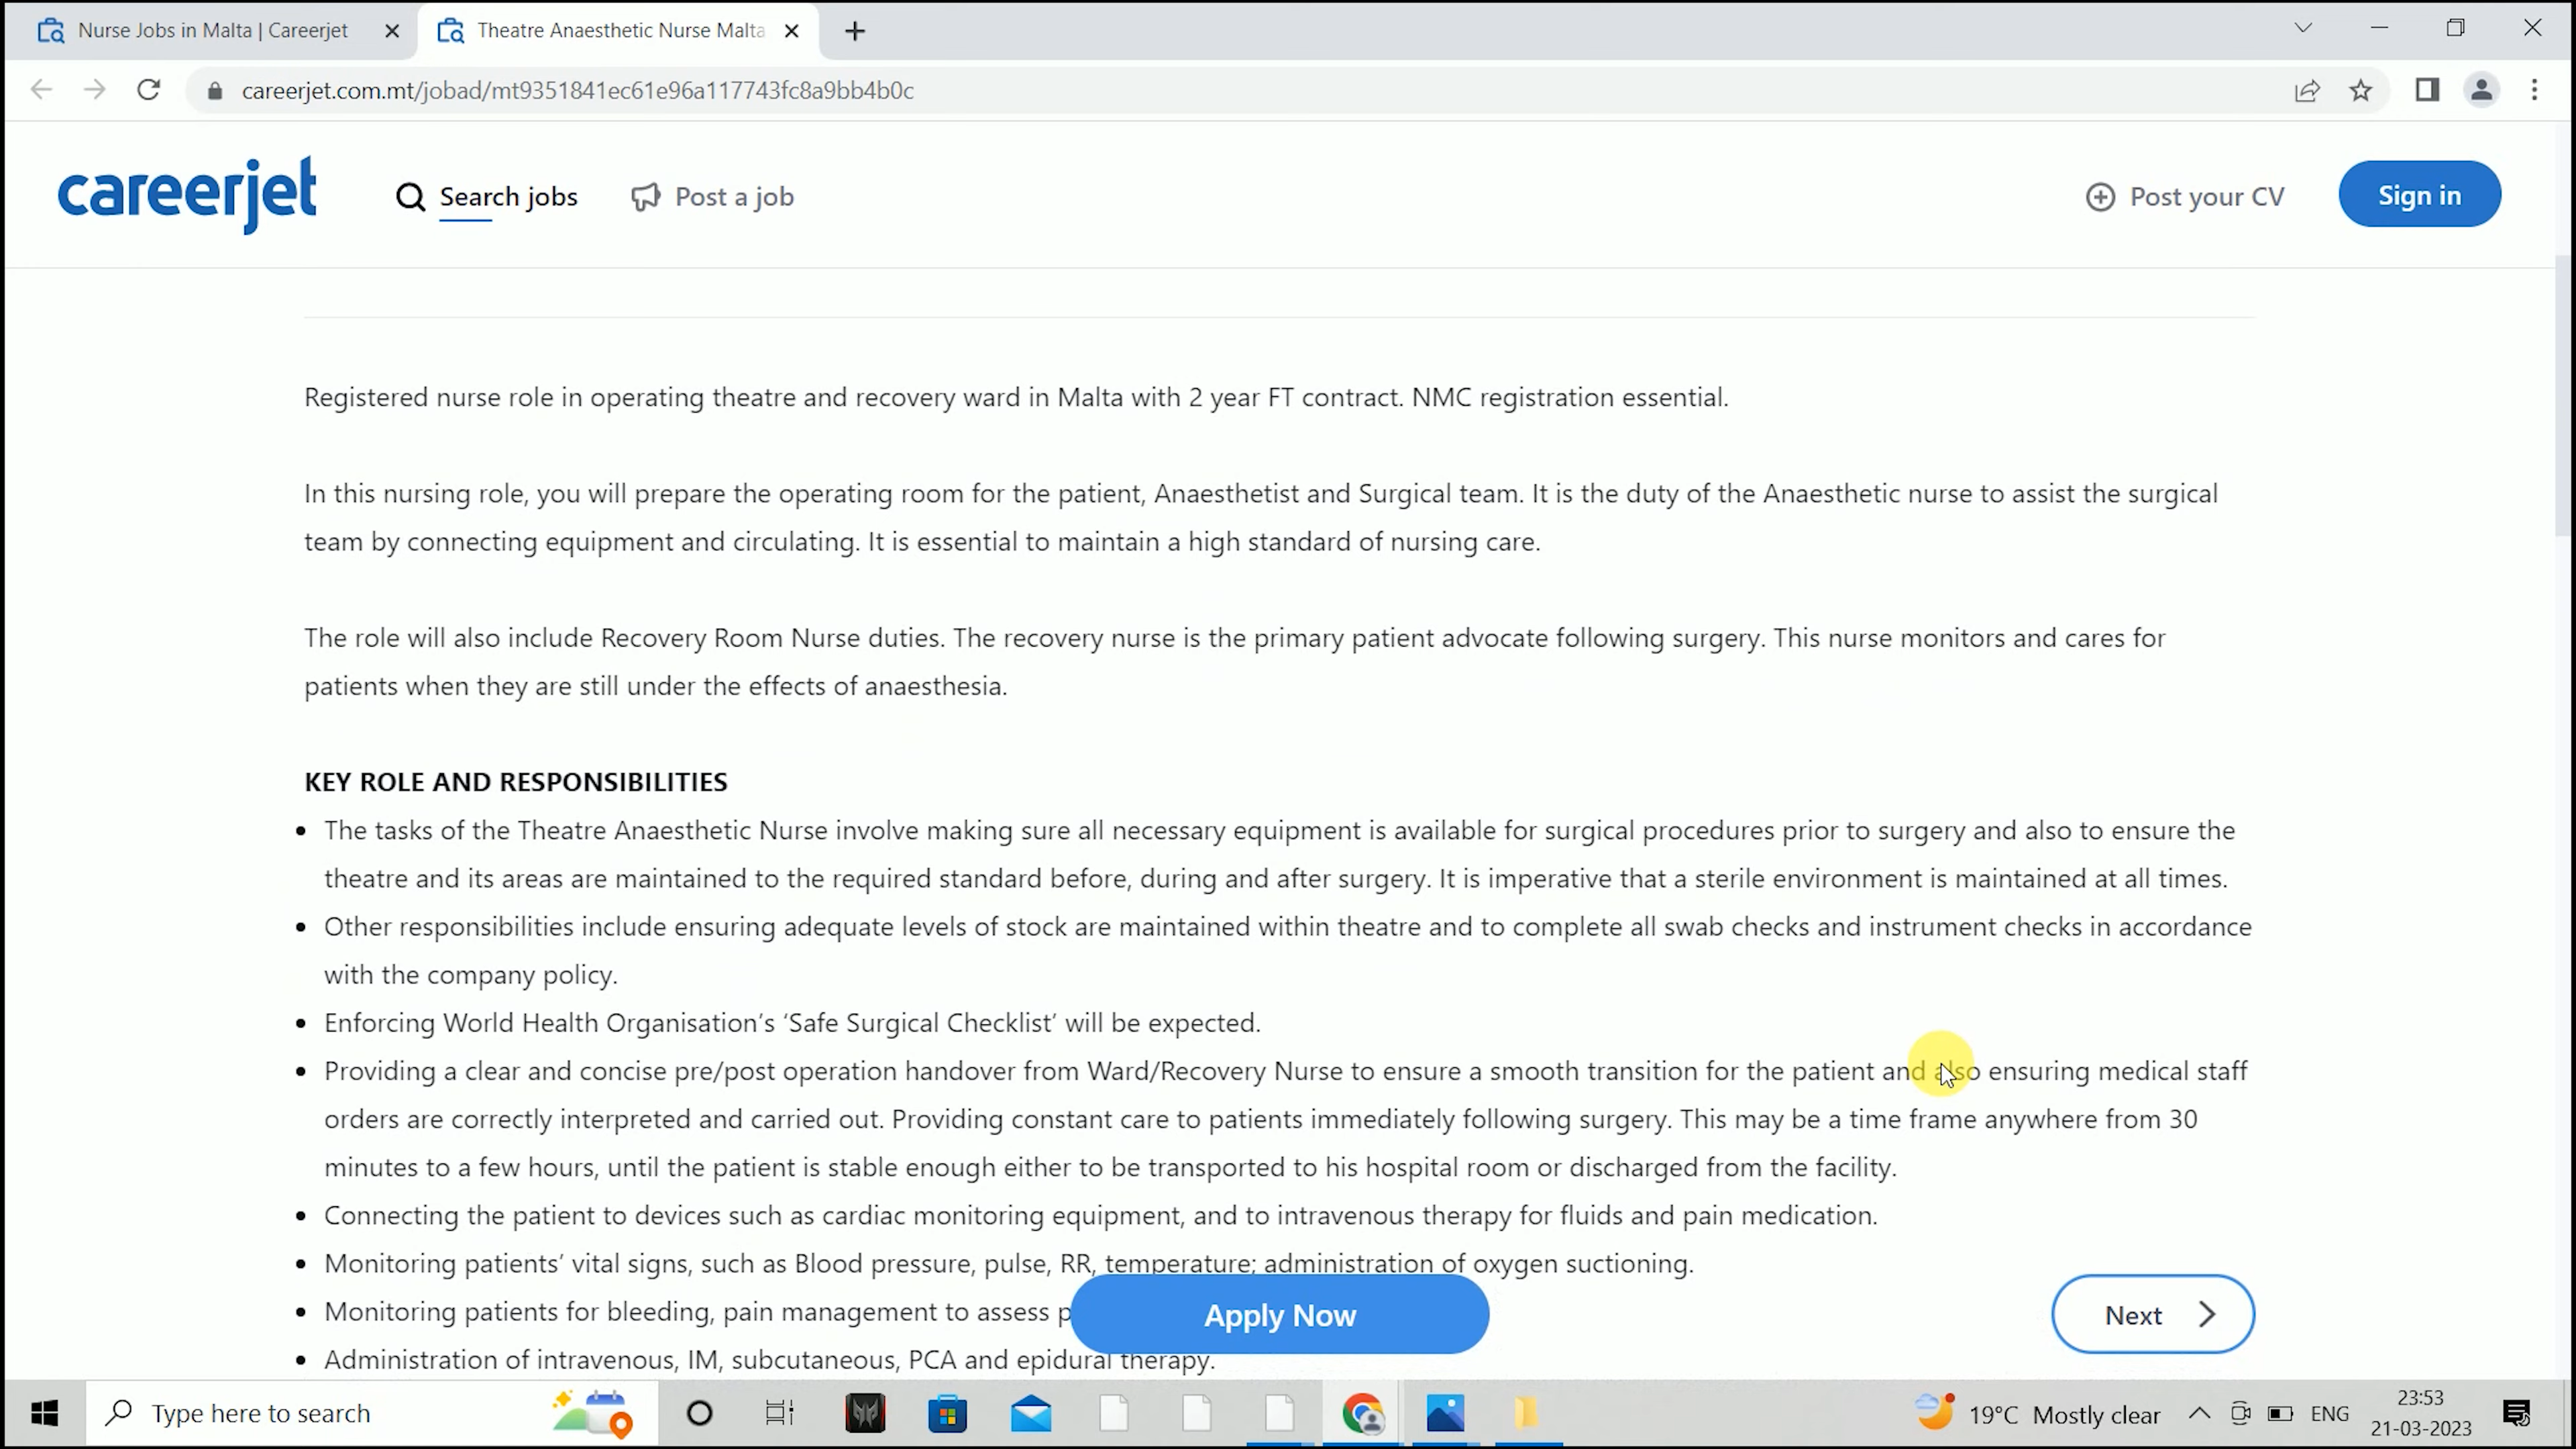 Nurse Jobs in Malta | Careerjet
Theatre Anaesthetic Nurse Malta
careerjet.com.mt/jobad/mt9351841ec61e96a117743fc8a9bb4b0c
careerjet
Search jobs
Post a job
Post your CV
Sign in
Registered nurse role in operating theatre and recovery ward in Malta with 2 year FT contract. NMC registration essential.
In this nursing role, you will prepare the operating room for the patient, Anaesthetist and Surgical team. It is the duty of the Anaesthetic nurse to assist the surgical
team by connecting equipment and circulating. It is essential to maintain a high standard of nursing care.
The role will also include Recovery Room Nurse duties. The recovery nurse is the primary patient advocate following surgery. This nurse monitors and cares for
patients when they are still under the effects of anaesthesia.
KEY ROLE AND RESPONSIBILITIES
• The tasks of the Theatre Anaesthetic Nurse involve making sure all necessary equipment is available for surgical procedures prior to surgery and also to ensure the
theatre and its areas are maintained to the required standard before, during and after surgery. It is imperative that a sterile environment is maintained at all times.
• Other responsibilities include ensuring adequate levels of stock are maintained within theatre and to complete all swab checks and instrument checks in accordance
with the company policy.
• Enforcing World Health Organisation’s ‘Safe Surgical Checklist’ will be expected.
• Providing a clear and concise pre/post operation handover from Ward/Recovery Nurse to ensure a smooth transition for the patient and also ensuring medical staff
orders are correctly interpreted and carried out. Providing constant care to patients immediately following surgery. This may be a time frame anywhere from 30
minutes to a few hours, until the patient is stable enough either to be transported to his hospital room or discharged from the facility.
• Connecting the patient to devices such as cardiac monitoring equipment, and to intravenous therapy for fluids and pain medication.
• Monitoring patients’ vital signs, such as Blood pressure, pulse, RR, temperature; administration of oxygen suctioning.
• Monitoring patients for bleeding, pain management to assess
Apply Now
Next
• Administration of intravenous, IM, subcutaneous, PCA and epidural therapy.
Type here to search
19°C Mostly clear
ENG
23:53
21-03-2023